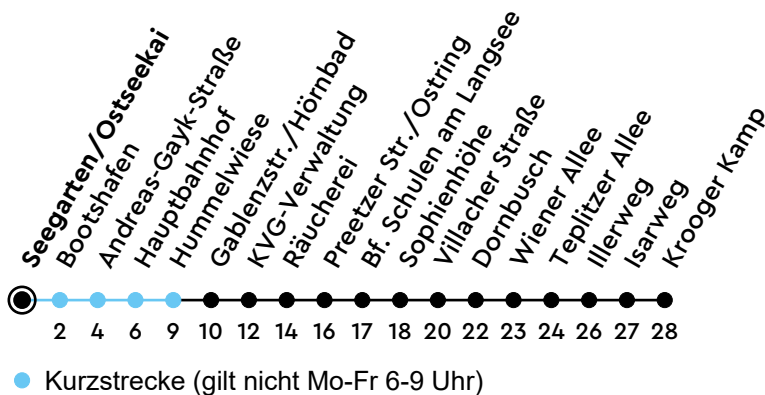 Seegarten/Ostseekai
Bootshafen
Andreas-Gayk-Straße
Hauptbahnhof
Hummelwiese
Gablenzstr./Hörnbad
KVG-Verwaltung
Räucherei
Preetzer Str./Ostring
Bf. Schulen am Langsee
Sophienhöhe
Villacher Straße
Dornbusch
Wiener Allee
Teplitzer Allee
Illerweg
Isarweg
Krooger Kamp
2 4 6 9 10 12 14 16 17 18 20 22 23 24 26 27 28
Kurzstrecke (gilt nicht Mo-Fr 6-9 Uhr)